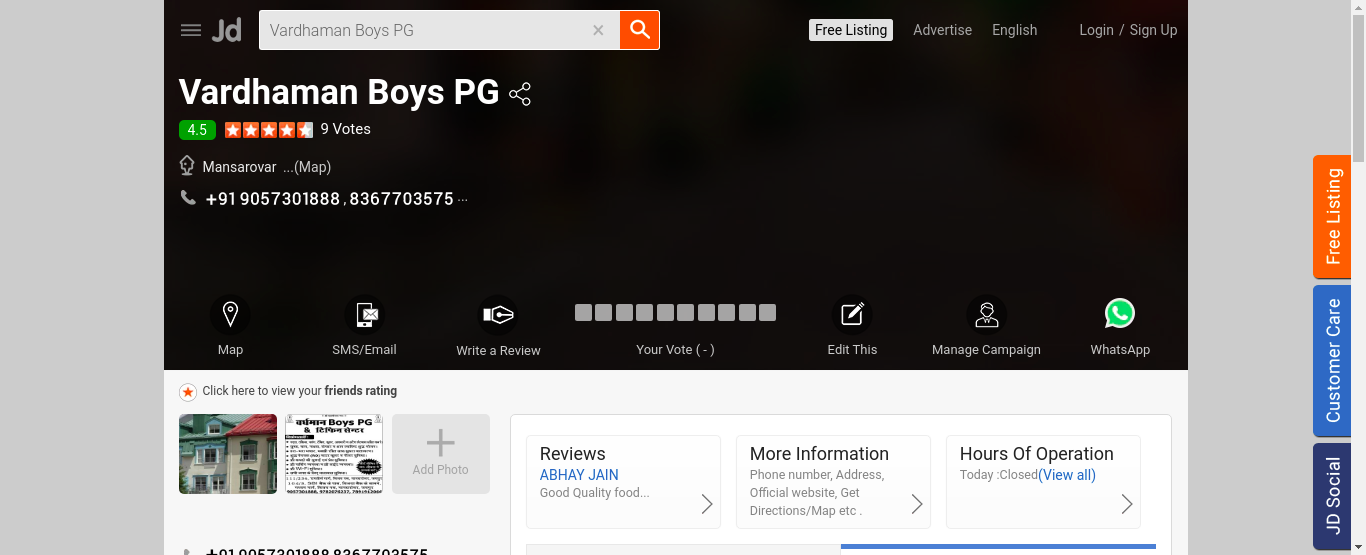 Jd Vardhaman Boys PG × Free Listing Advertise English Login / Sign Up
Vardhaman Boys PG
4.5 9 Votes
Mansarovar ...(Map)
+91 9057301888 , 8367703575 ...
Map SMS/Email Write a Review Your Vote ( - ) Edit This Manage Campaign WhatsApp
Click here to view your friends rating
वर्धमान Boys PG
& टिफिन सेन्टर
Add Photo
Reviews
ABHAY JAIN
Good Quality food...
More Information
Phone number, Address,
Official website, Get
Directions/Map etc .
Hours Of Operation
Today :Closed(View all)
+91 9057301888,8367703575
Free Listing
Customer Care
JD Social